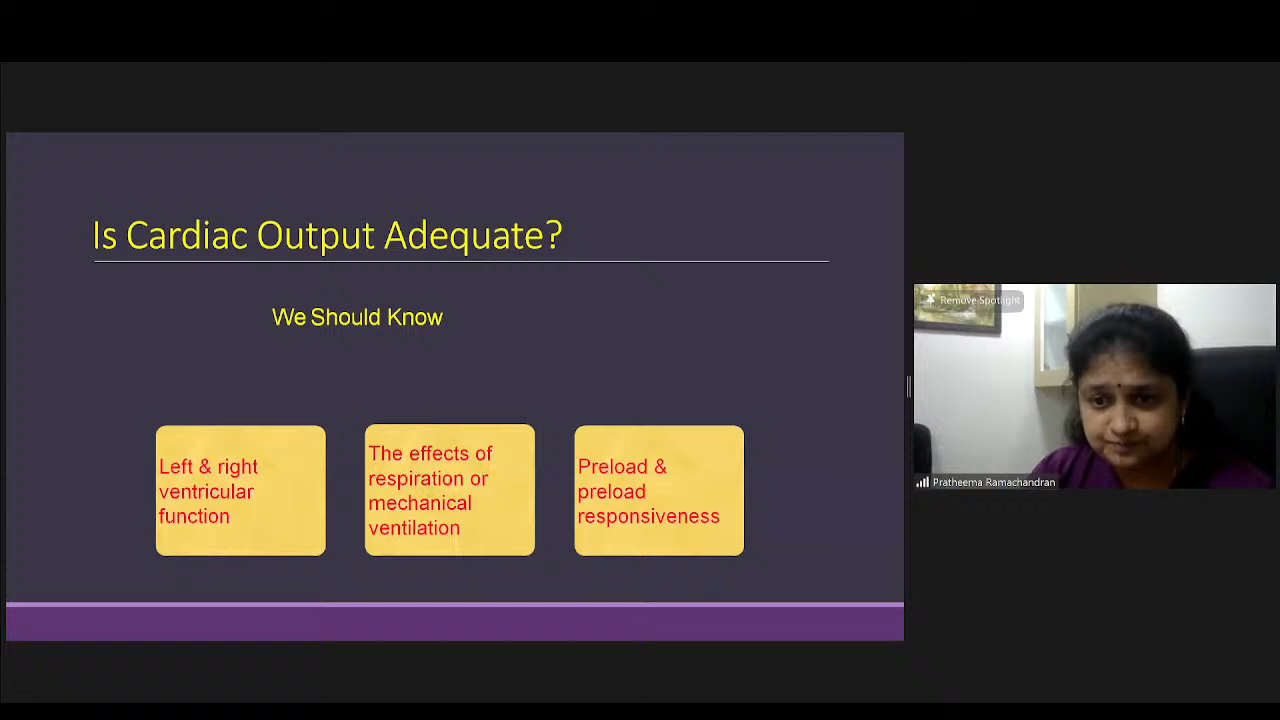 Is Cardiac Output Adequate?
We Should Know
Left & right
ventricular
function
The effects of
respiration or
mechanical
ventilation
Preload &
preload
responsiveness
Remove Spotlight
Pratheema Ramachandran